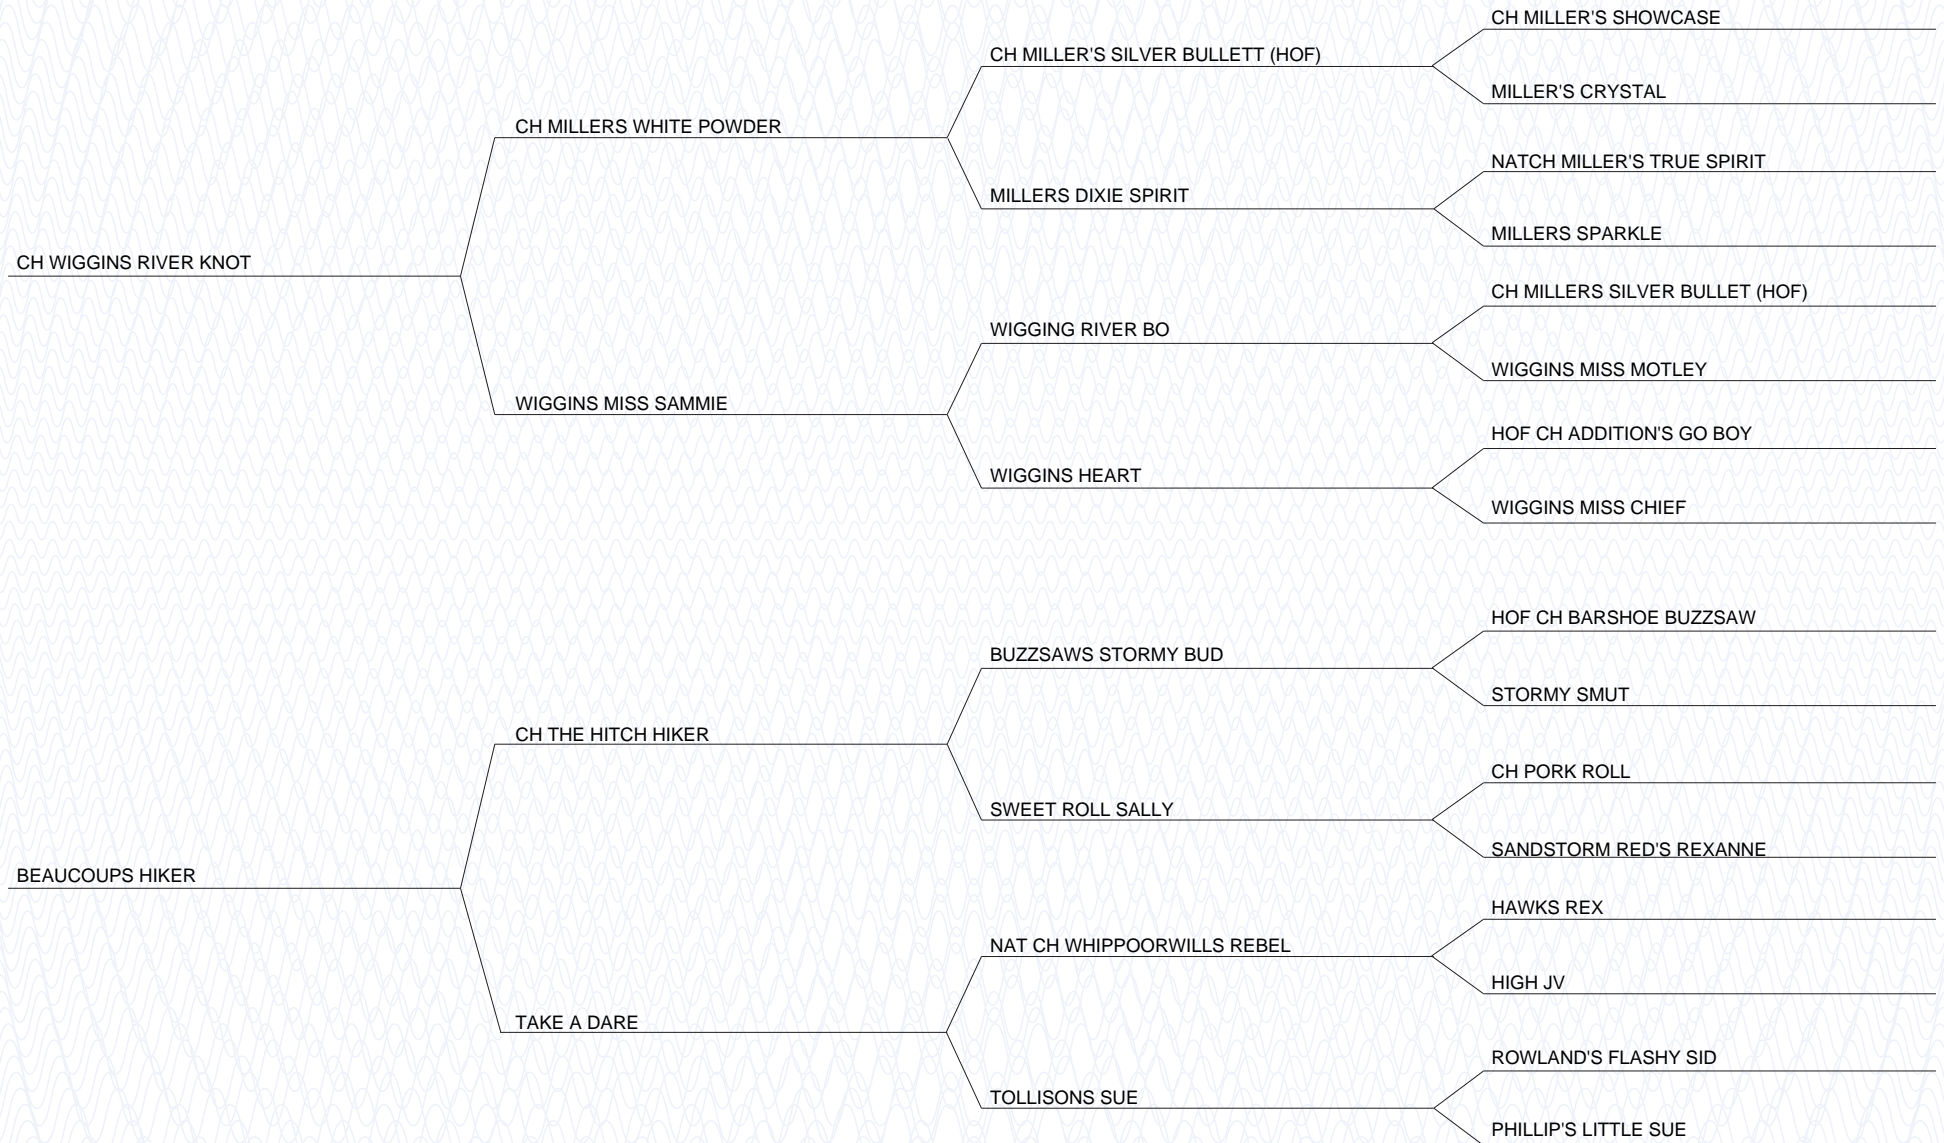 CH MILLER'S SHOWCASE
CH MILLER'S SILVER BULLETT (HOF)
MILLER'S CRYSTAL
CH MILLERS WHITE POWDER
NATCH MILLER'S TRUE SPIRIT
MILLERS DIXIE SPIRIT
MILLERS SPARKLE
CH WIGGINS RIVER KNOT
CH MILLERS SILVER BULLET (HOF)
WIGGING RIVER BO
WIGGINS MISS MOTLEY
WIGGINS MISS SAMMIE
HOF CH ADDITION'S GO BOY
WIGGINS HEART
WIGGINS MISS CHIEF
HOF CH BARSHOE BUZZSAW
BUZZSAWS STORMY BUD
STORMY SMUT
CH THE HITCH HIKER
CH PORK ROLL
SWEET ROLL SALLY
SANDSTORM RED'S REXANNE
BEAUCOUPS HIKER
HAWKS REX
NAT CH WHIPPOORWILLS REBEL
HIGH JV
TAKE A DARE
ROWLAND'S FLASHY SID
TOLLISONS SUE
PHILLIP'S LITTLE SUE